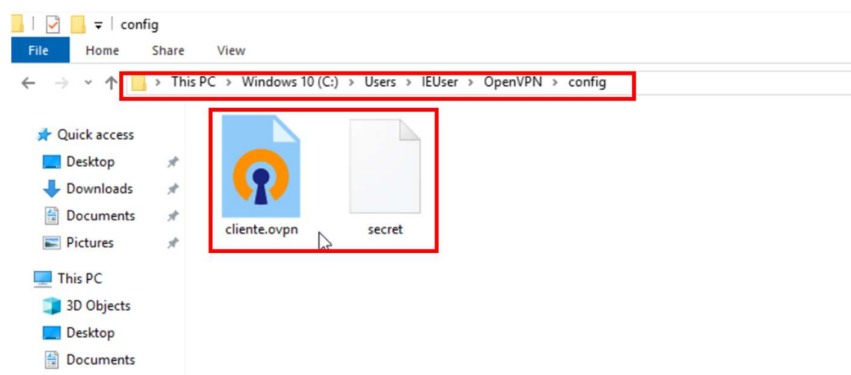 config
File Home Share View
This PC > Windows 10 (C:) > Users > IEUser > OpenVPN > config
Quick access
Desktop
Downloads
Documents
Pictures
This PC
3D Objects
Desktop
Documents
cliente.ovpn secret